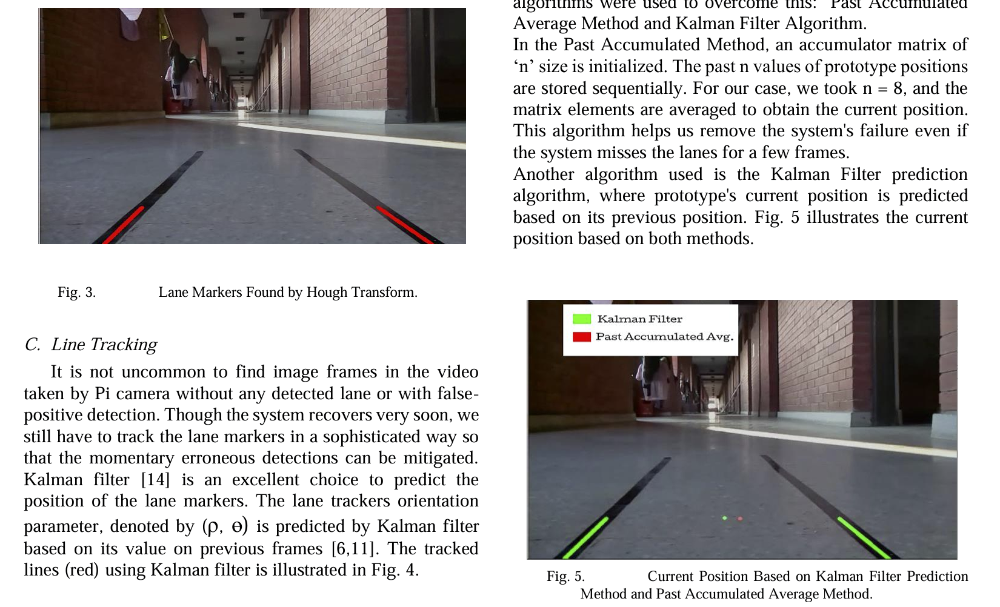 Fig. 3. Lane Markers Found by Hough Transform.
C. Line Tracking
It is not uncommon to find image frames in the video
taken by Pi camera without any detected lane or with false-
positive detection. Though the system recovers very soon, we
still have to track the lane markers in a sophisticated way so
that the momentary erroneous detections can be mitigated.
Kalman filter [14] is an excellent choice to predict the
position of the lane markers. The lane trackers orientation
parameter, denoted by (ρ, ɵ) is predicted by Kalman filter
based on its value on previous frames [6,11]. The tracked
lines (red) using Kalman filter is illustrated in Fig. 4.
algorithms were used to overcome this: Past Accumulated
Average Method and Kalman Filter Algorithm.
In the Past Accumulated Method, an accumulator matrix of
‘n’ size is initialized. The past n values of prototype positions
are stored sequentially. For our case, we took n = 8, and the
matrix elements are averaged to obtain the current position.
This algorithm helps us remove the system's failure even if
the system misses the lanes for a few frames.
Another algorithm used is the Kalman Filter prediction
algorithm, where prototype's current position is predicted
based on its previous position. Fig. 5 illustrates the current
position based on both methods.
Kalman Filter
Past Accumulated Avg.
Fig. 5. Current Position Based on Kalman Filter Prediction
Method and Past Accumulated Average Method.